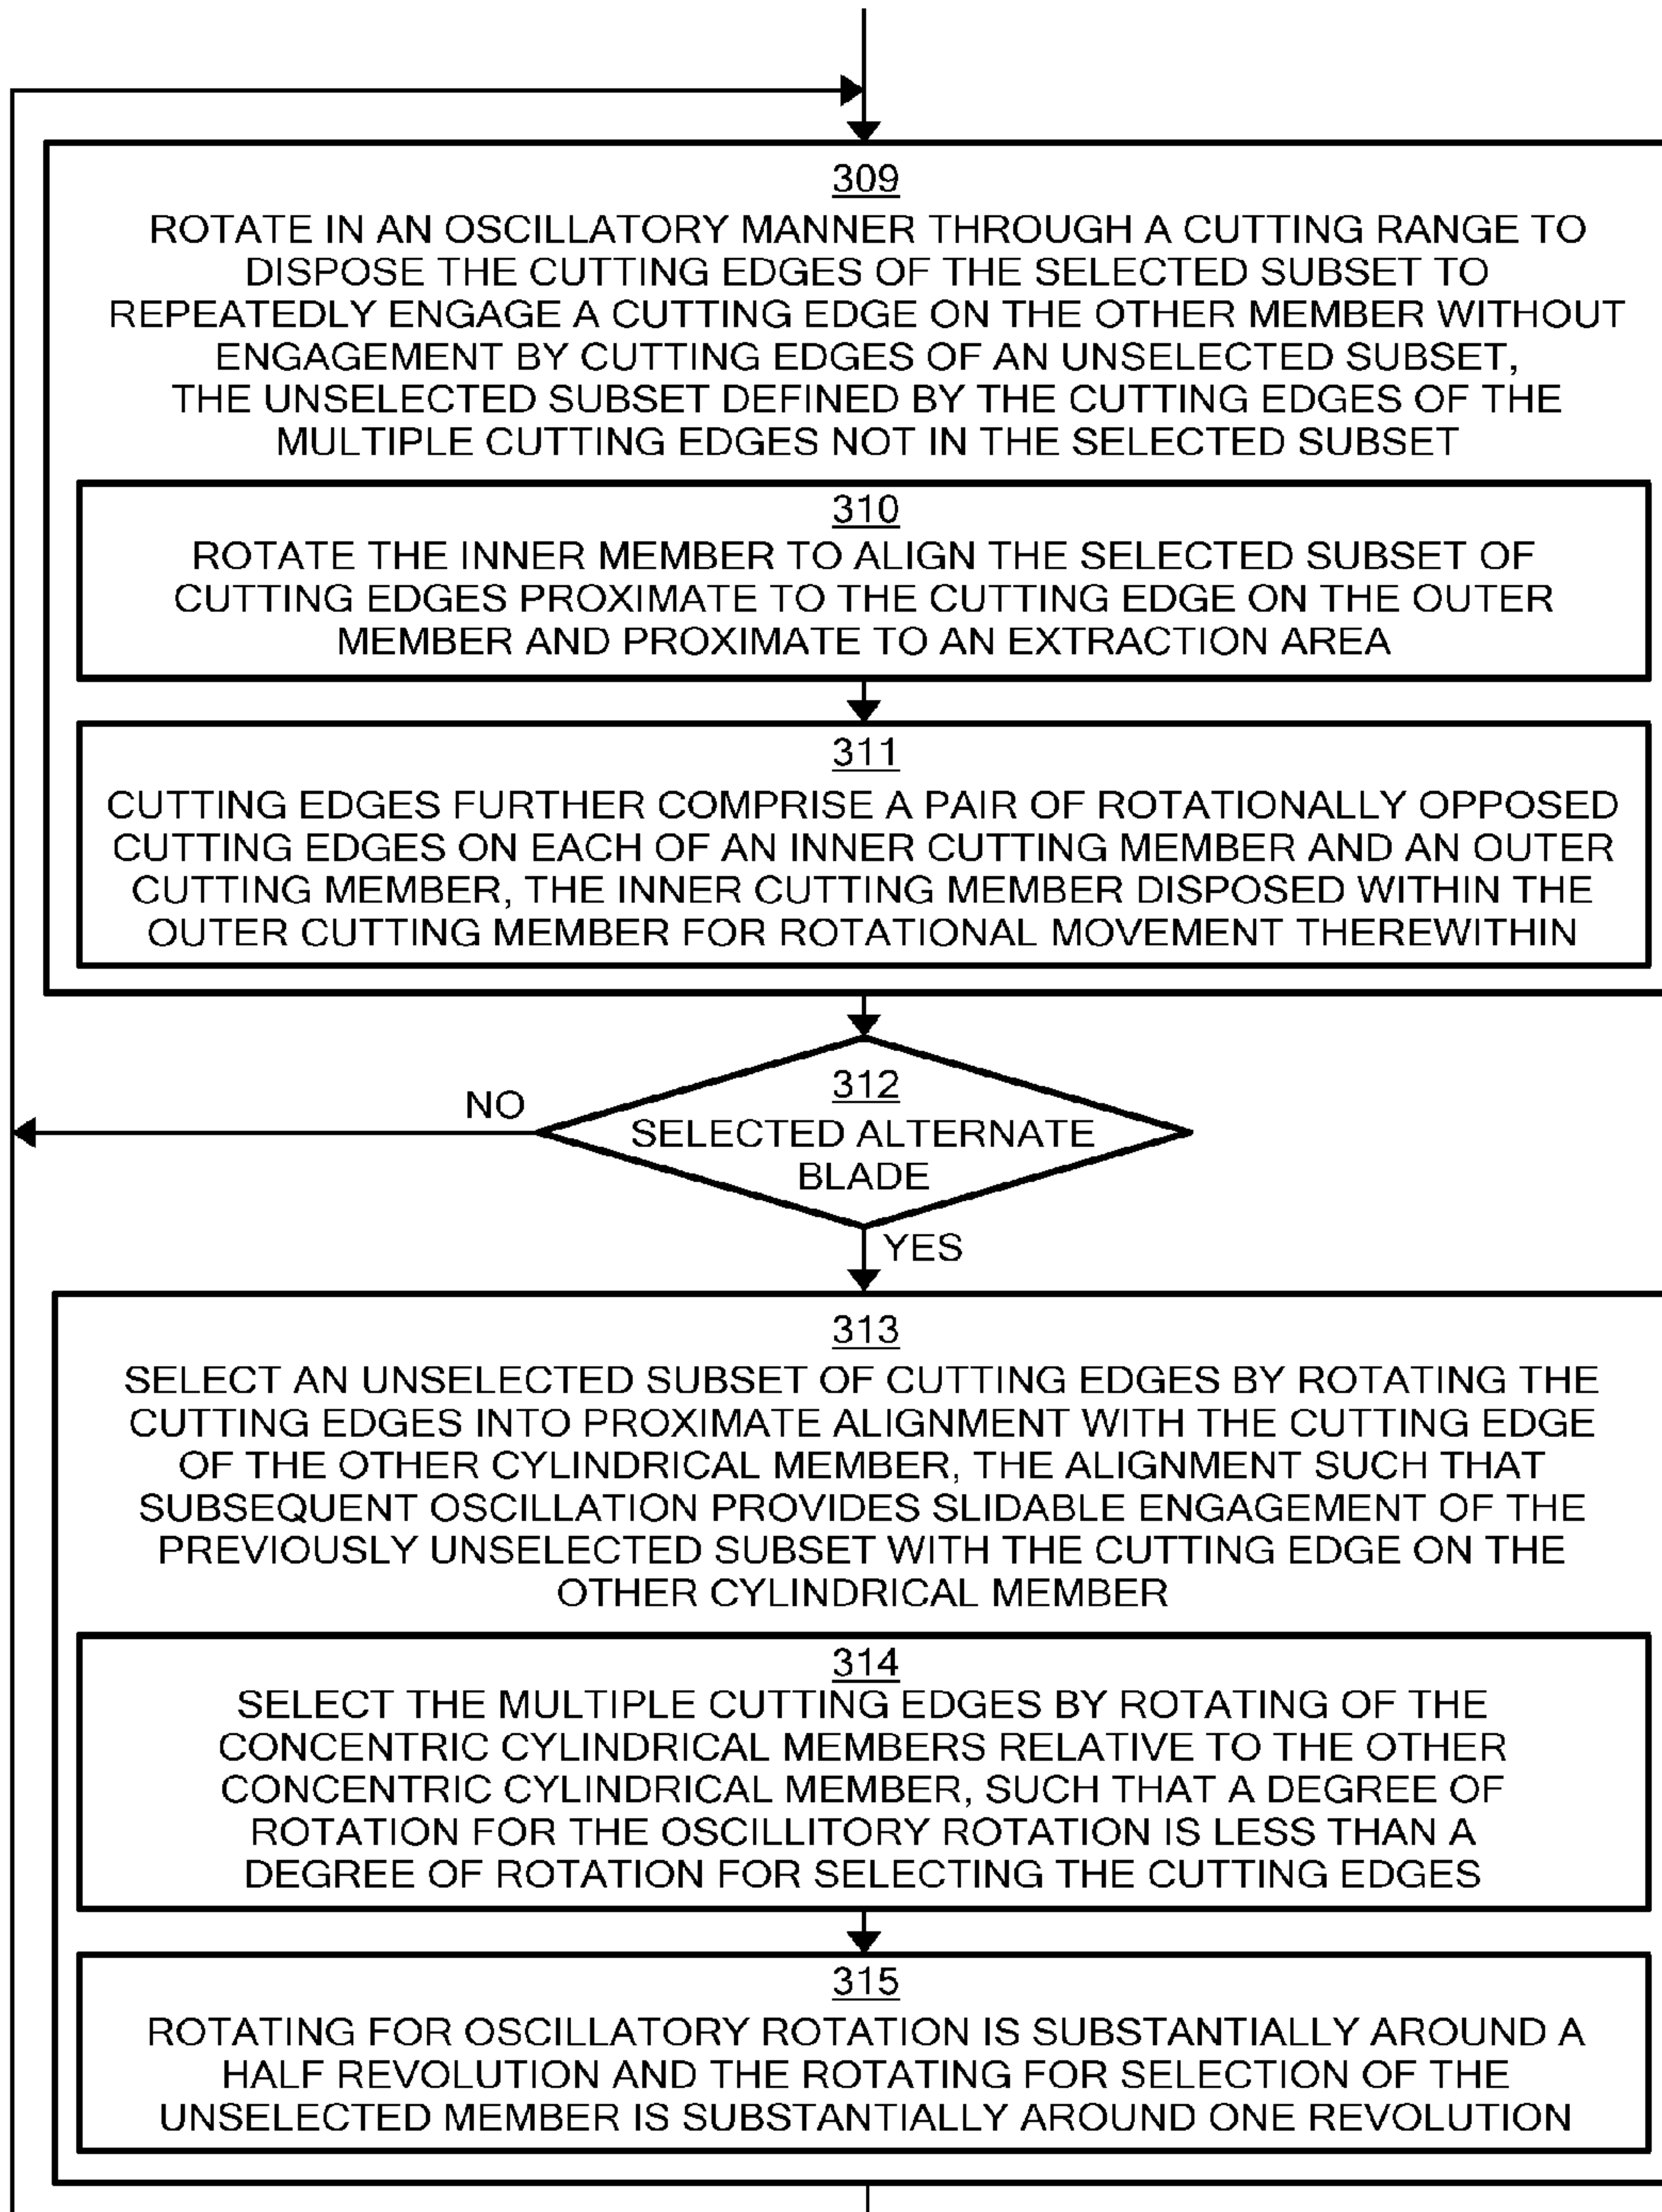 309
ROTATE IN AN OSCILLATORY MANNER THROUGH A CUTTING RANGE TO
DISPOSE THE CUTTING EDGES OF THE SELECTED SUBSET TO
REPEATEDLY ENGAGE A CUTTING EDGE ON THE OTHER MEMBER WITHOUT
ENGAGEMENT BY CUTTING EDGES OF AN UNSELECTED SUBSET,
THE UNSELECTED SUBSET DEFINED BY THE CUTTING EDGES OF THE
MULTIPLE CUTTING EDGES NOT IN THE SELECTED SUBSET
310
ROTATE THE INNER MEMBER TO ALIGN THE SELECTED SUBSET OF
CUTTING EDGES PROXIMATE TO THE CUTTING EDGE ON THE OUTER
MEMBER AND PROXIMATE TO AN EXTRACTION AREA
311
CUTTING EDGES FURTHER COMPRISE A PAIR OF ROTATIONALLY OPPOSED
CUTTING EDGES ON EACH OF AN INNER CUTTING MEMBER AND AN OUTER
CUTTING MEMBER, THE INNER CUTTING MEMBER DISPOSED WITHIN THE
OUTER CUTTING MEMBER FOR ROTATIONAL MOVEMENT THEREWITHIN
NO
312
SELECTED ALTERNATE
BLADE
YES
313
SELECT AN UNSELECTED SUBSET OF CUTTING EDGES BY ROTATING THE
CUTTING EDGES INTO PROXIMATE ALIGNMENT WITH THE CUTTING EDGE
OF THE OTHER CYLINDRICAL MEMBER, THE ALIGNMENT SUCH THAT
SUBSEQUENT OSCILLATION PROVIDES SLIDABLE ENGAGEMENT OF THE
PREVIOUSLY UNSELECTED SUBSET WITH THE CUTTING EDGE ON THE
OTHER CYLINDRICAL MEMBER
314
SELECT THE MULTIPLE CUTTING EDGES BY ROTATING OF THE
CONCENTRIC CYLINDRICAL MEMBERS RELATIVE TO THE OTHER
CONCENTRIC CYLINDRICAL MEMBER, SUCH THAT A DEGREE OF
ROTATION FOR THE OSCILLITORY ROTATION IS LESS THAN A
DEGREE OF ROTATION FOR SELECTING THE CUTTING EDGES
315
ROTATING FOR OSCILLATORY ROTATION IS SUBSTANTIALLY AROUND A
HALF REVOLUTION AND THE ROTATING FOR SELECTION OF THE
UNSELECTED MEMBER IS SUBSTANTIALLY AROUND ONE REVOLUTION